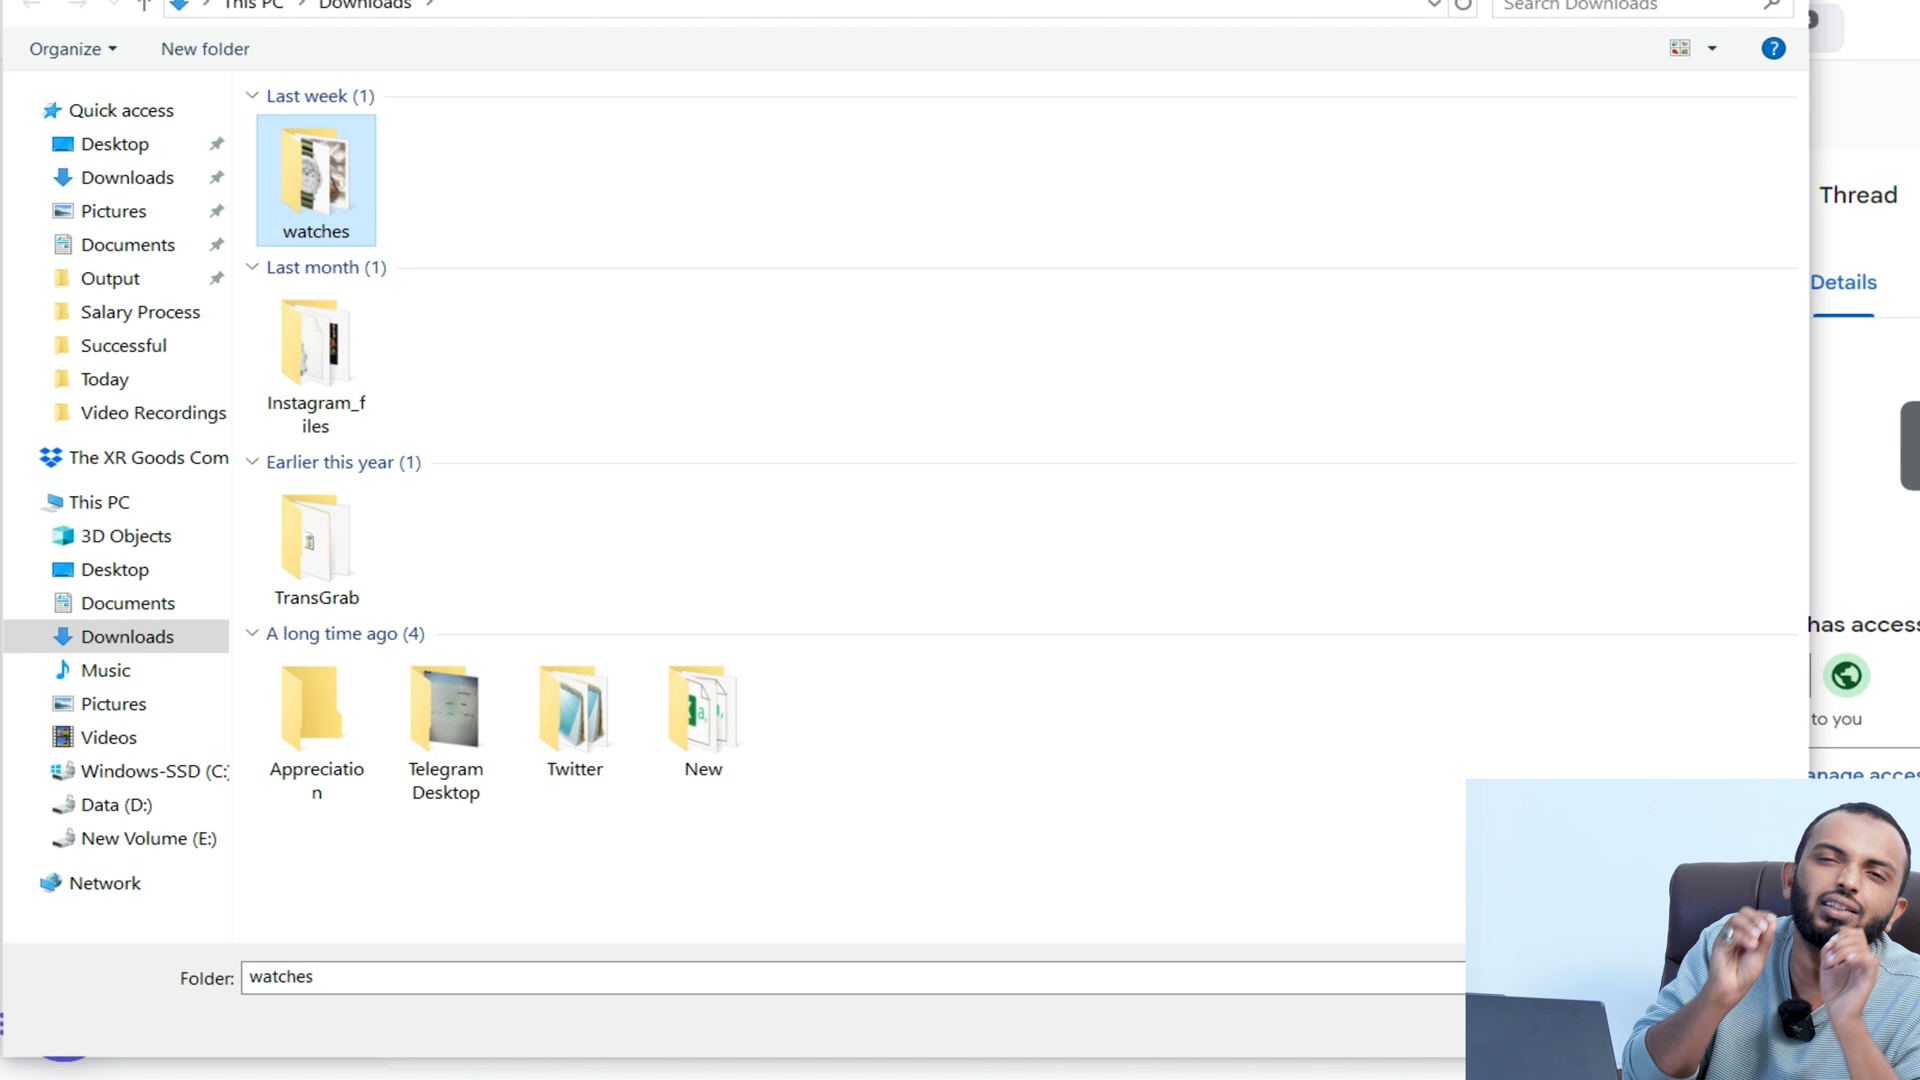 This PC
Downloads
Search Downloads
Organize
New folder
?
Quick access
Desktop
Downloads
Pictures
Documents
Output
Salary Process
Successful
Today
Video Recordings
The XR Goods Com
This PC
3D Objects
Desktop
Documents
Downloads
Music
Pictures
Videos
Windows-SSD (C:)
Data (D:)
New Volume (E:)
Network
Last week (1)
watches
Last month (1)
Instagram_f
iles
Earlier this year (1)
TransGrab
A long time ago (4)
Appreciatio
n
Telegram
Desktop
Twitter
New
Folder:
watches
Thread
Details
has access
to you
anage acces